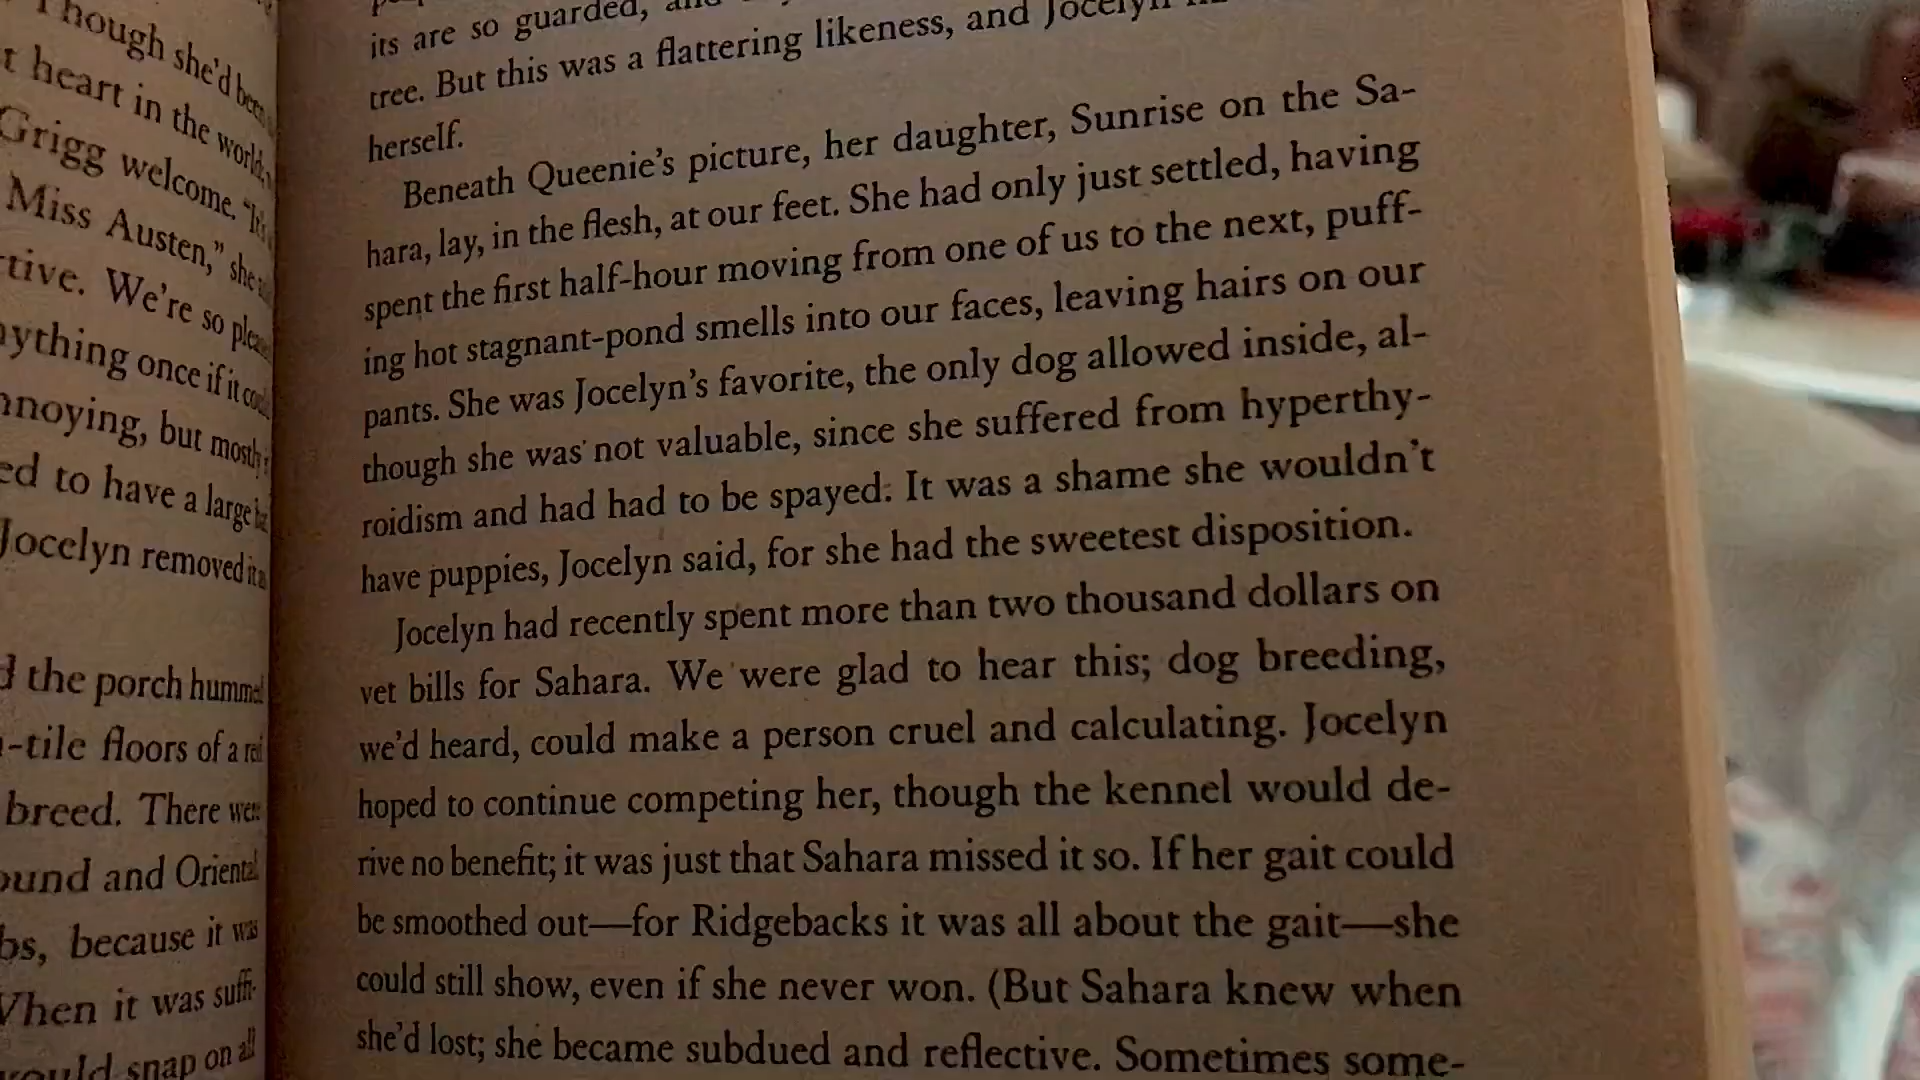 Though she'd been
heart in the world,
Grigg welcome. "It's
Miss Austen," she
We're so
anything once if it
annoying, but mostly
ed to have a large
Jocelyn removed it
the porch
-tile floors of a
breed. There
and
because it was
When it was
would snap on all
its are so guarded,
tree. But this was a flattering likeness, and Jocelyn
herself.
Beneath Queenie's picture, her daughter, Sunrise on the Sa-
hara, lay, in the flesh, at our feet. She had only just settled, having
spent the first half-hour moving from one of us to the next, puff-
ing hot stagnant-pond smells into our faces, leaving hairs on our
pants. She was Jocelyn's favorite, the only dog allowed inside, al-
though she was not valuable, since she suffered from hyperthy-
roidism and had had to be spayed. It was a shame she wouldn't
have puppies, Jocelyn said, for she had the sweetest disposition.
Jocelyn had recently spent more than two thousand dollars on
vet bills for Sahara. We were glad to hear this; dog breeding,
we'd heard, could make a person cruel and calculating. Jocelyn
hoped to continue competing her, though the kennel would de-
rive no benefit; it was just that Sahara missed it so. If her gait could
be smoothed out—for Ridgebacks it was all about the gait—she
could still show, even if she never won. (But Sahara knew when
she'd lost; she became subdued and reflective. Sometimes some-